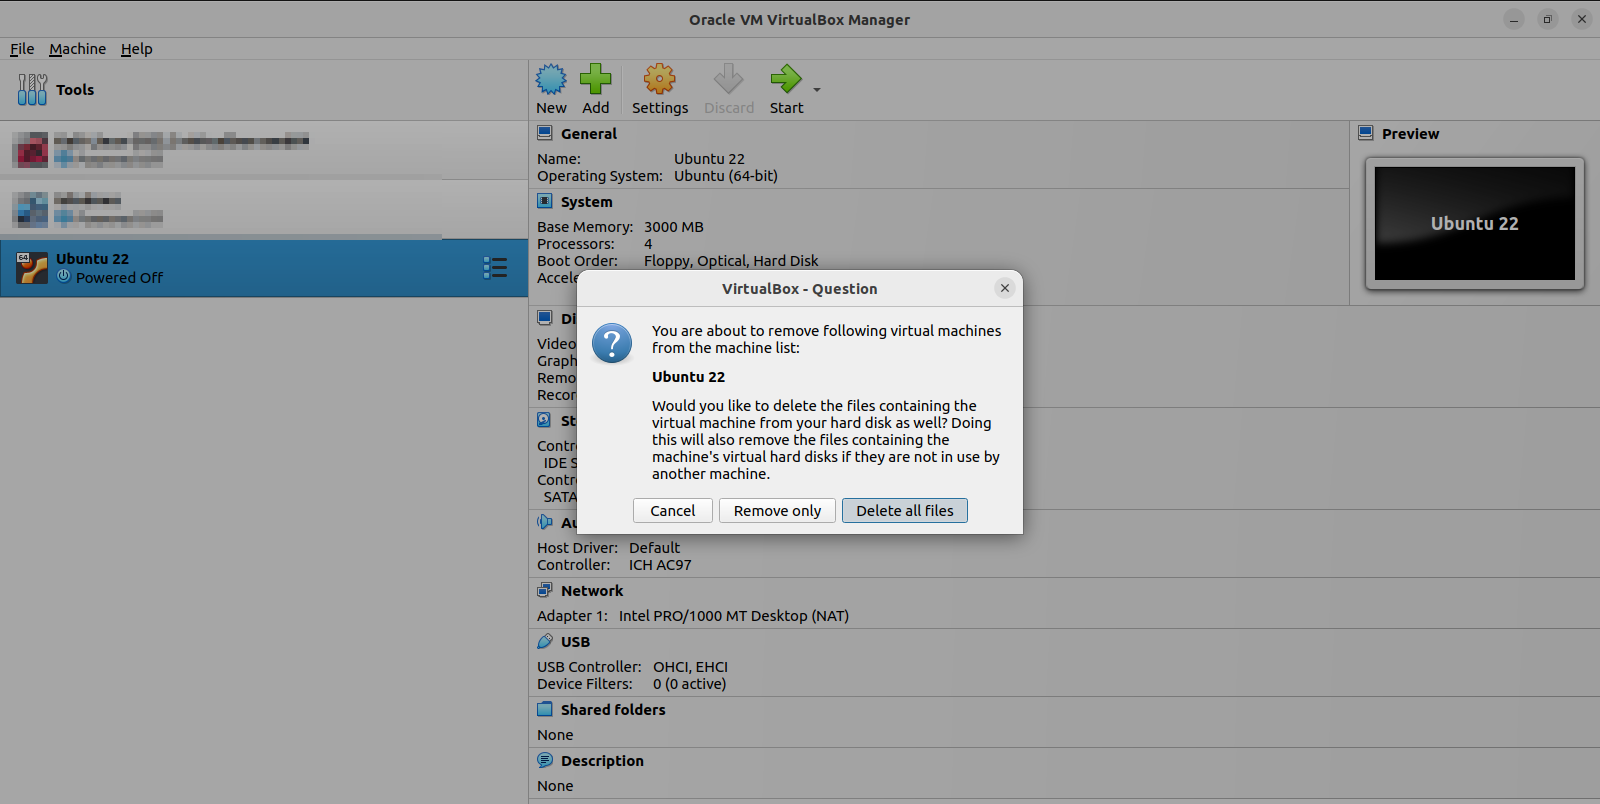 Oracle VM VirtualBox Manager
File Machine Help
Tools
New Add Settings Discard Start
64
Ubuntu 22
Powered Off
General
Name: Ubuntu 22
Operating System: Ubuntu (64-bit)
Preview
Ubuntu 22
System
Base Memory: 3000 MB
Processors: 4
Boot Order: Floppy, Optical, Hard Disk
Accele
Di
Video
Graph
Remo
Recor
St
Contr
IDE S
Contr
SATA
Au
Host Driver: Default
Controller: ICH AC97
Network
Adapter 1: Intel PRO/1000 MT Desktop (NAT)
USB
USB Controller: OHCI, EHCI
Device Filters: 0 (0 active)
Shared folders
None
Description
None
VirtualBox - Question
You are about to remove following virtual machines
from the machine list:
Ubuntu 22
Would you like to delete the files containing the
virtual machine from your hard disk as well? Doing
this will also remove the files containing the
machine's virtual hard disks if they are not in use by
another machine.
Cancel Remove only Delete all files